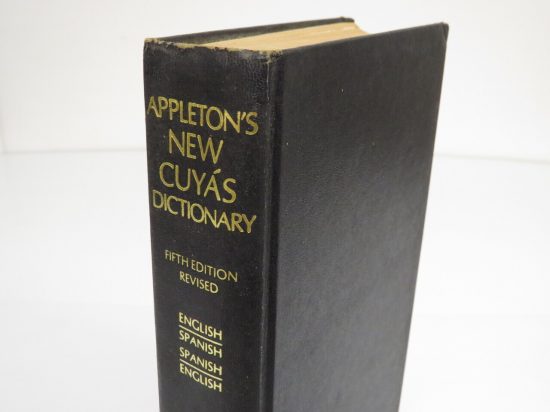 APPLETON'S
NEW
CUYÁS
DICTIONARY
FIFTH EDITION
REVISED
ENGLISH
SPANISH
SPANISH
ENGLISH